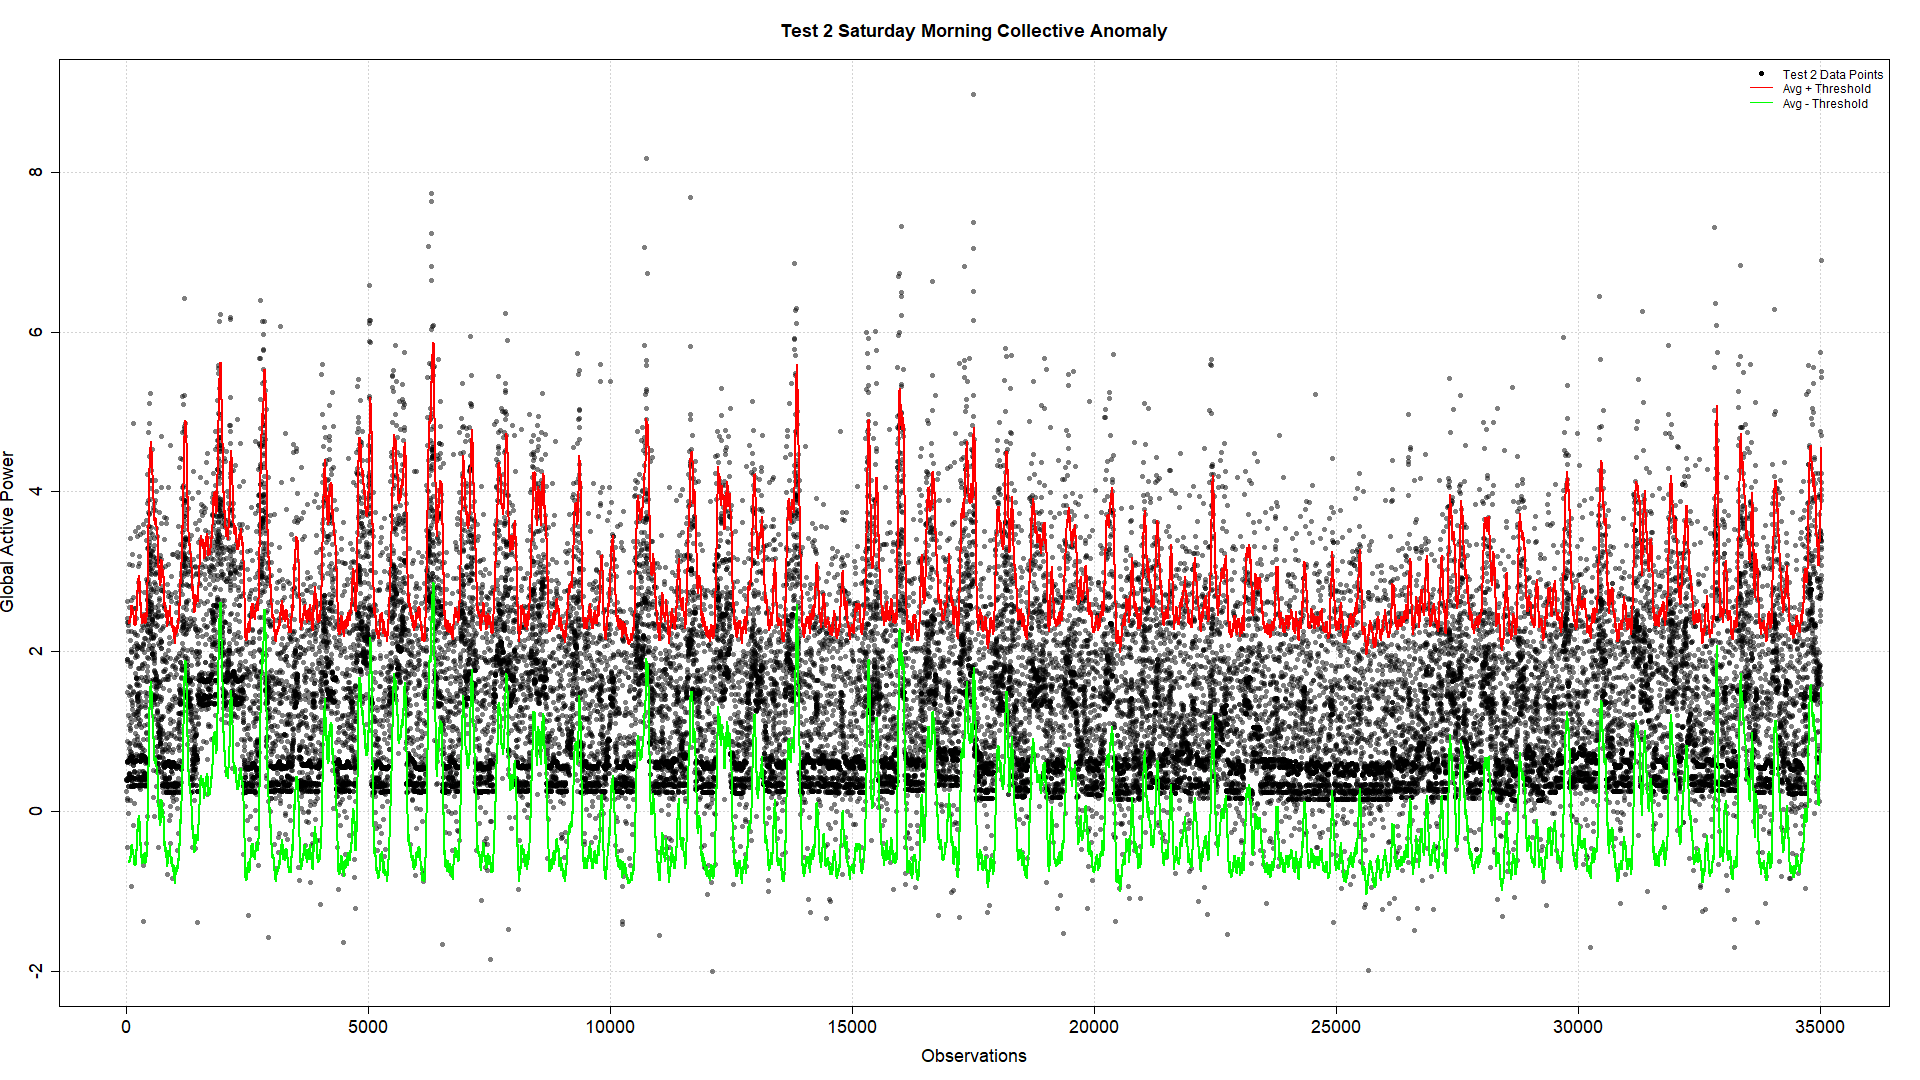 Test 2 Saturday Morning Collective Anomaly
Test 2 Data Points
Avg + Threshold
Avg - Threshold
Global Active Power
8
6
4
2
0
-2
0 5000 10000 15000 20000 25000 30000 35000
Observations